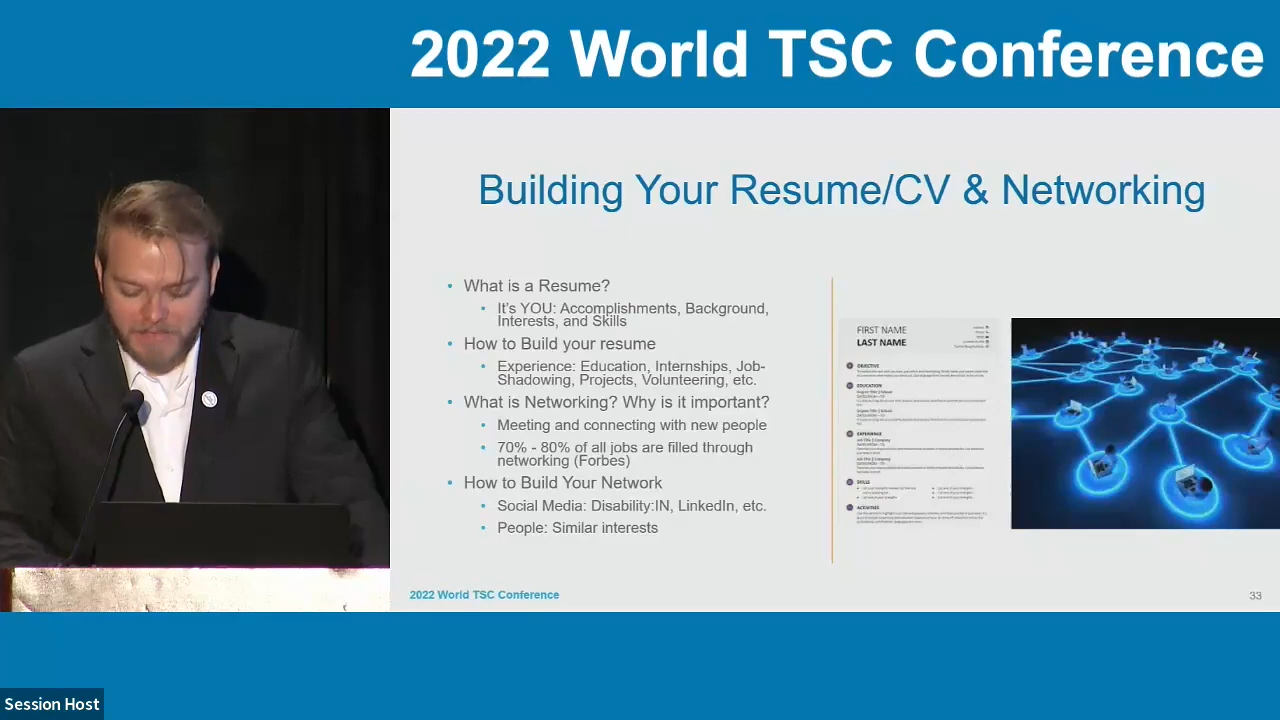 2022 World TSC Conference
Building Your Resume/CV & Networking
• What is a Resume?
• It's YOU: Accomplishments, Background,
Interests, and Skills
• How to Build your resume
• Experience: Education, Internships, Job-
Shadowing, Projects, Volunteering, etc.
• What is Networking? Why is it important?
• Meeting and connecting with new people
• 70% - 80% of all jobs are filled through
networking (Forbes)
• How to Build Your Network
• Social Media: Disability:IN, LinkedIn, etc.
• People: Similar interests
FIRST NAME
LAST NAME
OBJECTIVE
EDUCATION
EXPERIENCE
SKILLS
ACTIVITIES
2022 World TSC Conference
33
Session Host